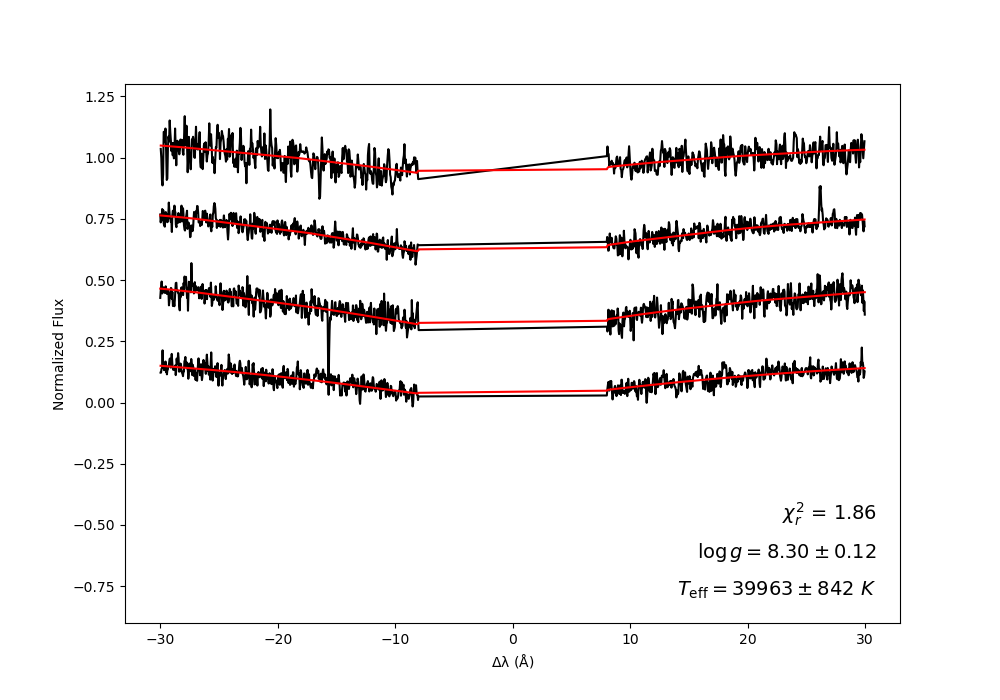 1.25
1.00
0.75
0.50
0.25
0.00
−0.25
−0.50
−0.75
Normalized Flux
χ²ᵣ = 1.86
log g = 8.30 ± 0.12
T_eff = 39963 ± 842 K
−30 −20 −10 0 10 20 30
Δλ (Å)